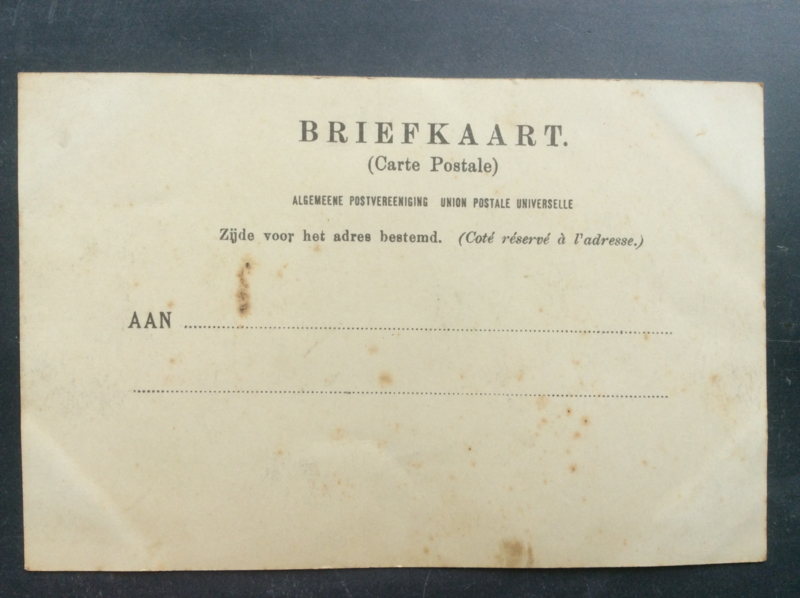 BRIEFKAART.
(Carte Postale)
ALGEMEENE POSTVEREENIGING UNION POSTALE UNIVERSELLE
Zijde voor het adres bestemd. (Coté réservé à l'adresse.)
AAN